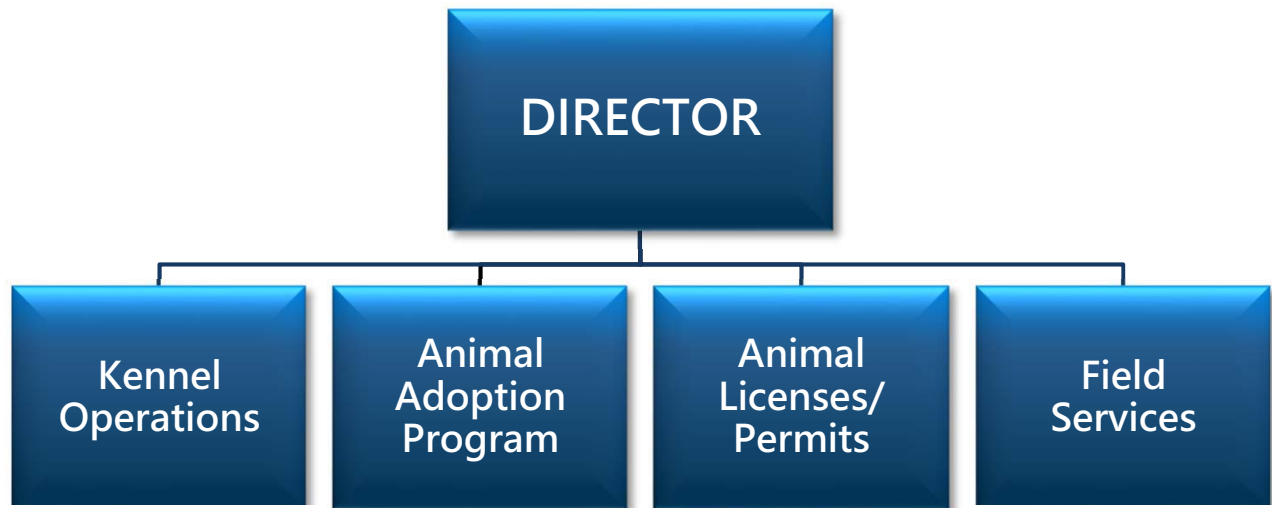 DIRECTOR
Kennel
Operations
Animal
Adoption
Program
Animal
Licenses/
Permits
Field
Services